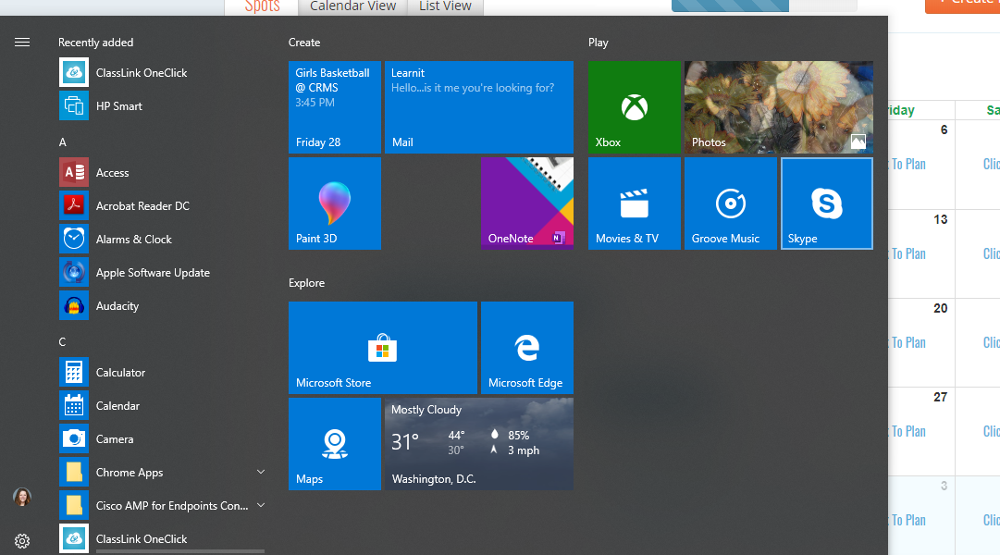 Spots
Calendar View
List View
Recently added
ClassLink OneClick
HP Smart
A
Access
Acrobat Reader DC
Alarms & Clock
Apple Software Update
Audacity
C
Calculator
Calendar
Camera
Chrome Apps
Cisco AMP for Endpoints Con...
ClassLink OneClick
Create
Girls Basketball
@ CRMS
3:45 PM
Friday 28
Learnit
Hello...is it me you're looking for?
Mail
Paint 3D
OneNote
Explore
Microsoft Store
Microsoft Edge
Maps
Mostly Cloudy
31° 44° 85%
30° 3 mph
Washington, D.C.
Play
Xbox
Photos
Movies & TV
Groove Music
Skype
iday Sa
6
To Plan Clic
13
To Plan Clic
20
To Plan Clic
27
To Plan Clic
3
To Plan Clic